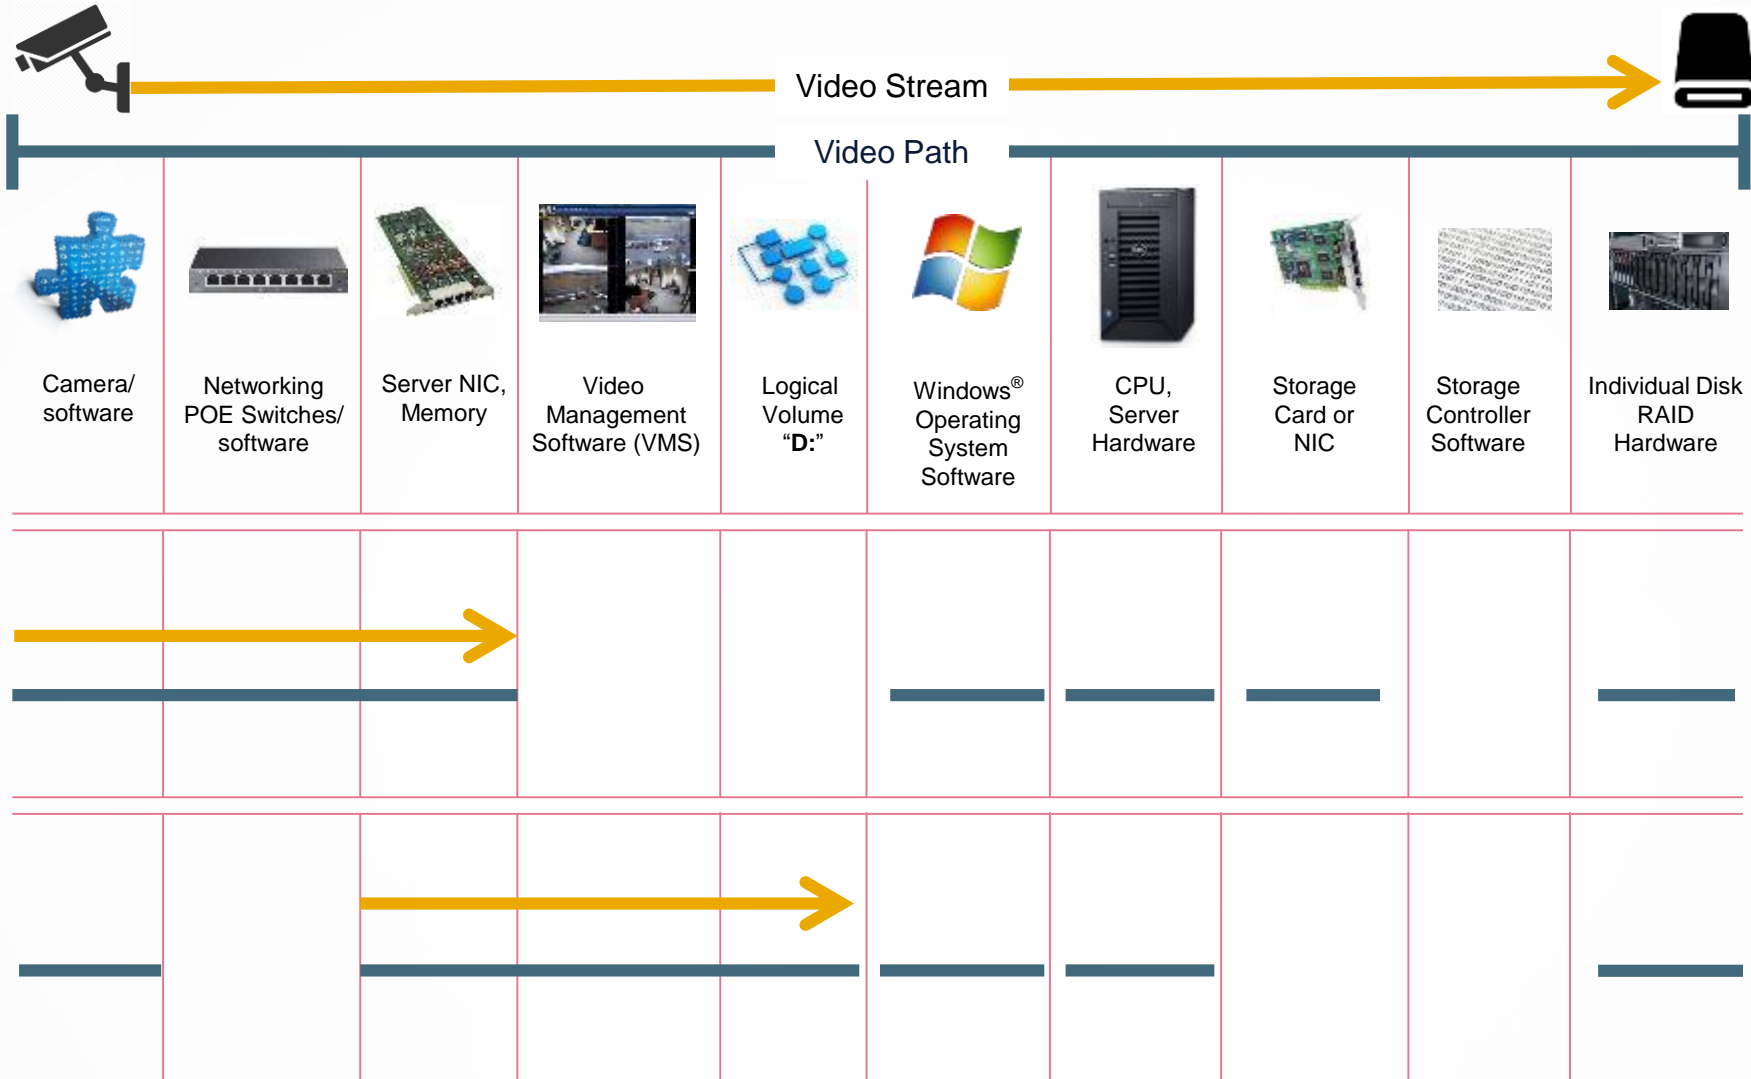 Video Stream
Video Path
Camera/
software
Networking
POE Switches/
software
Server NIC,
Memory
Video
Management
Software (VMS)
Logical
Volume
“D:”
Windows®
Operating
System
Software
CPU,
Server
Hardware
Storage
Card or
NIC
Storage
Controller
Software
Individual Disk
RAID
Hardware